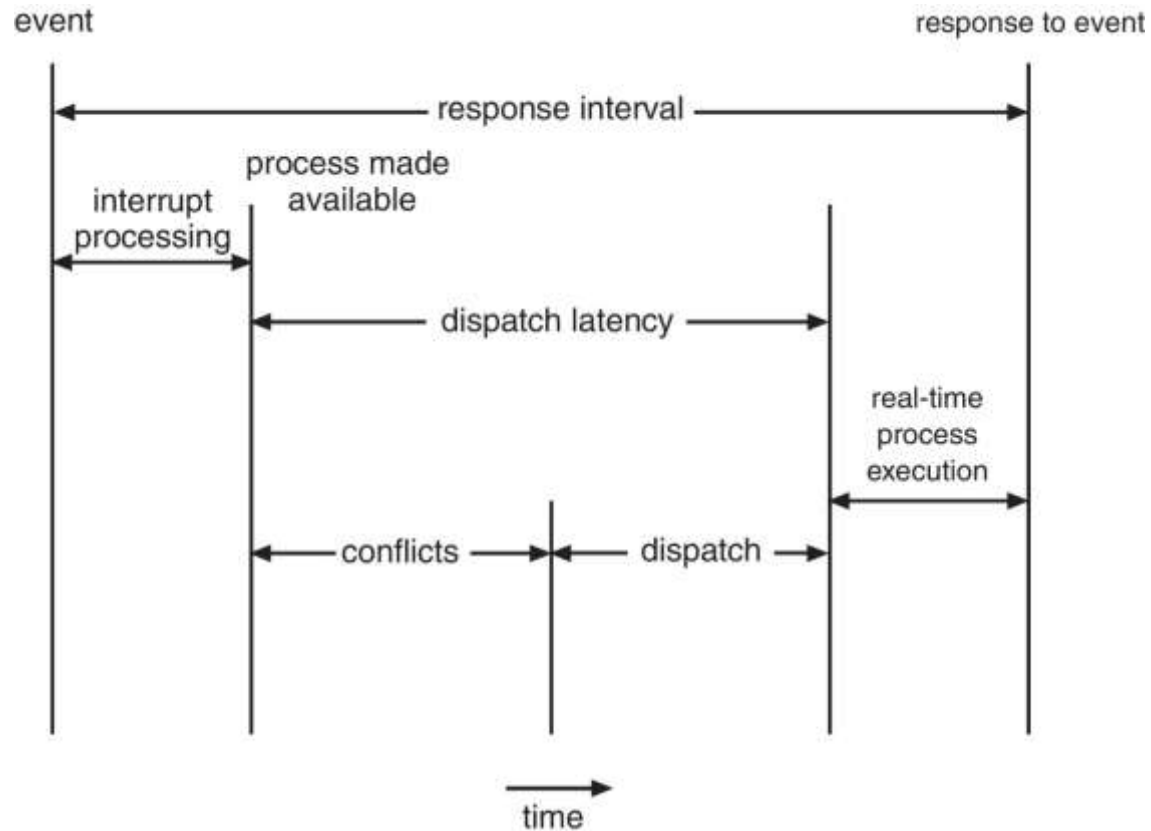 event
response to event
response interval
process made
available
interrupt
processing
dispatch latency
real-time
process
execution
conflicts
dispatch
time